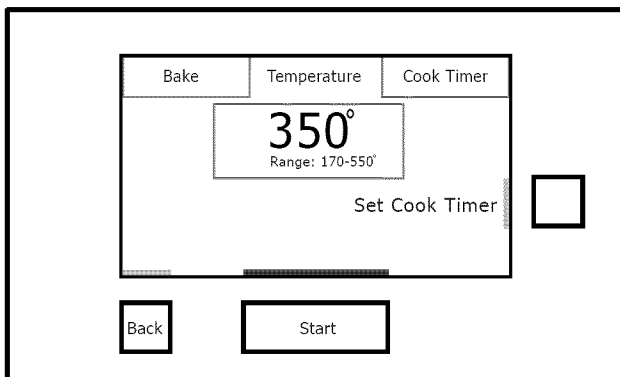 Bake Temperature Cook Timer
350°
Range: 170-550°
Set Cook Timer
Back Start